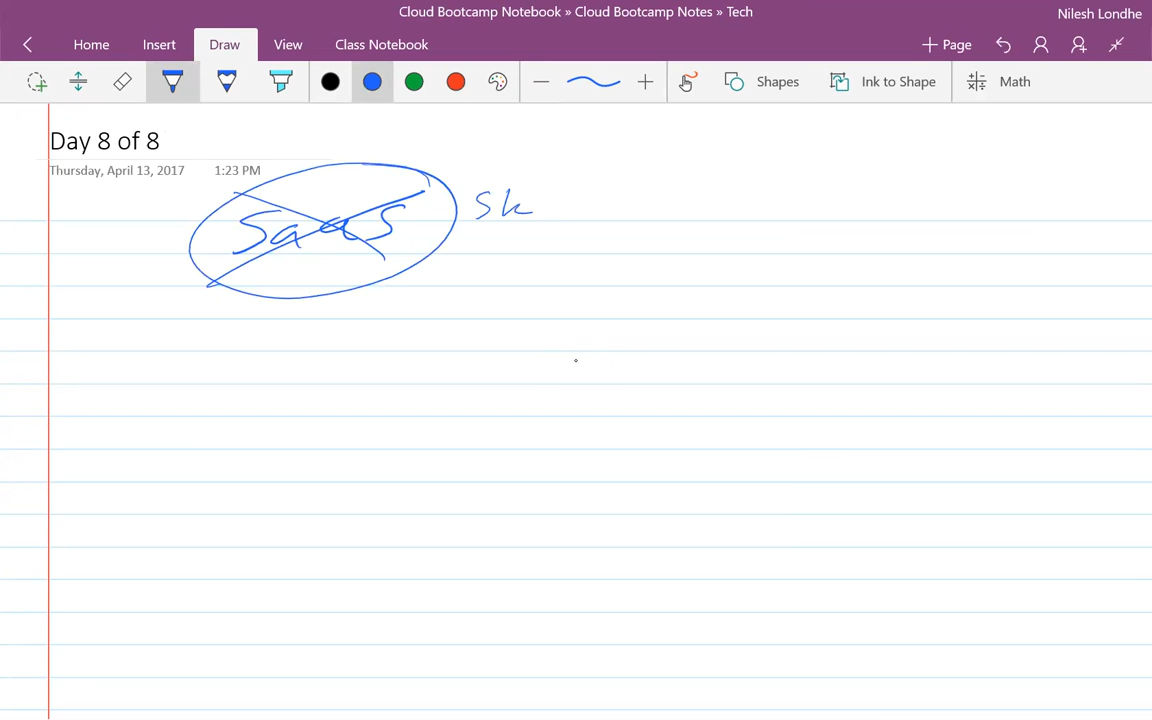 Cloud Bootcamp Notebook » Cloud Bootcamp Notes » Tech
Nilesh Londhe
Home Insert Draw View Class Notebook Page
Shapes Ink to Shape Math
Day 8 of 8
Thursday, April 13, 2017 1:23 PM
SaaS Sk